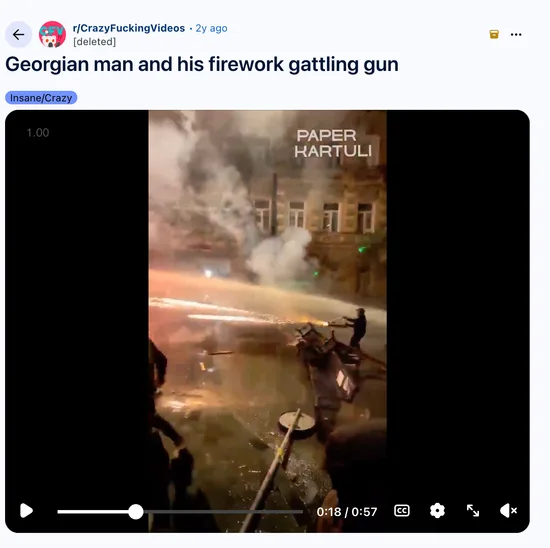 r/CrazyFuckingVideos • 2y ago
[deleted]
Georgian man and his firework gattling gun
Insane/Crazy
1.00
PAPER
KARTULI
0:18 / 0:57
CC